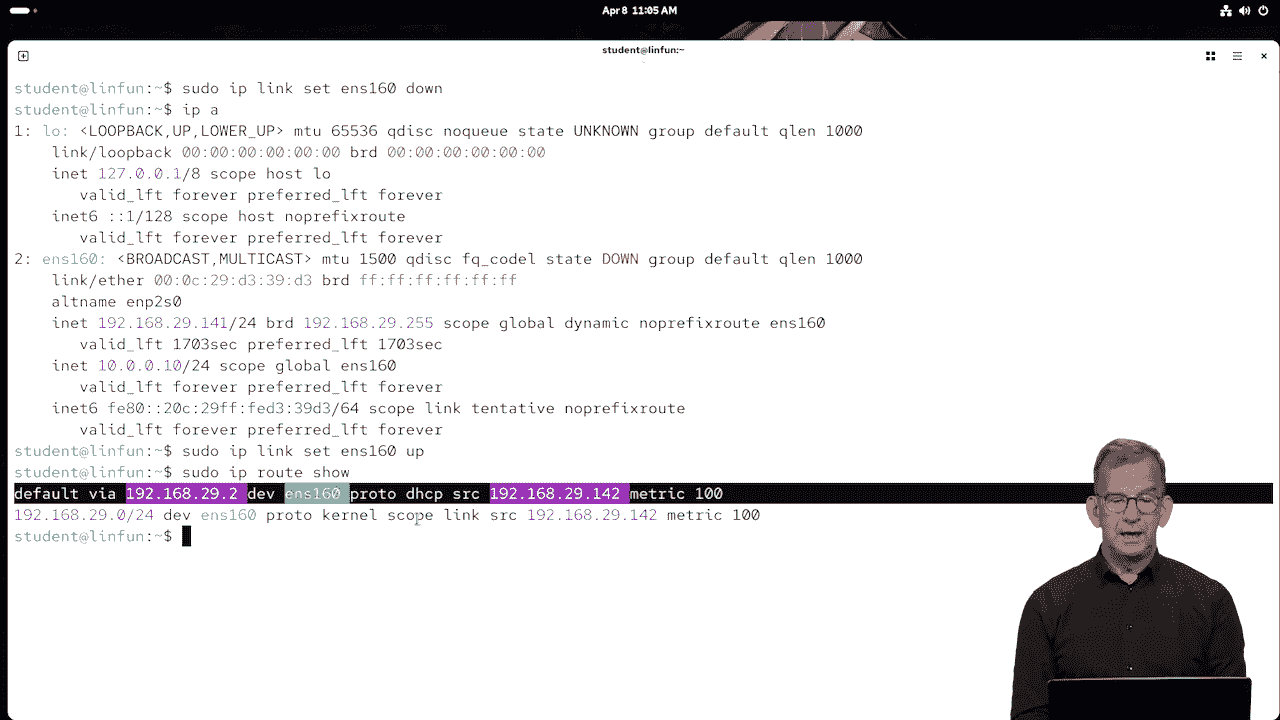 Apr 8 11:05 AM
student@linfun:~
student@linfun:~$ sudo ip link set ens160 down
student@linfun:~$ ip a
1: lo: <LOOPBACK,UP,LOWER_UP> mtu 65536 qdisc noqueue state UNKNOWN group default qlen 1000
link/loopback 00:00:00:00:00:00 brd 00:00:00:00:00:00
inet 127.0.0.1/8 scope host lo
valid_lft forever preferred_lft forever
inet6 ::1/128 scope host noprefixroute
valid_lft forever preferred_lft forever
2: ens160: <BROADCAST,MULTICAST> mtu 1500 qdisc fq_codel state DOWN group default qlen 1000
link/ether 00:0c:29:d3:39:d3 brd ff:ff:ff:ff:ff:ff
altname enp2s0
inet 192.168.29.141/24 brd 192.168.29.255 scope global dynamic noprefixroute ens160
valid_lft 1703sec preferred_lft 1703sec
inet 10.0.0.10/24 scope global ens160
valid_lft forever preferred_lft forever
inet6 fe80::20c:29ff:fed3:39d3/64 scope link tentative noprefixroute
valid_lft forever preferred_lft forever
student@linfun:~$ sudo ip link set ens160 up
student@linfun:~$ sudo ip route show
default via 192.168.29.2 dev ens160 proto dhcp src 192.168.29.142 metric 100
192.168.29.0/24 dev ens160 proto kernel scope link src 192.168.29.142 metric 100
student@linfun:~$